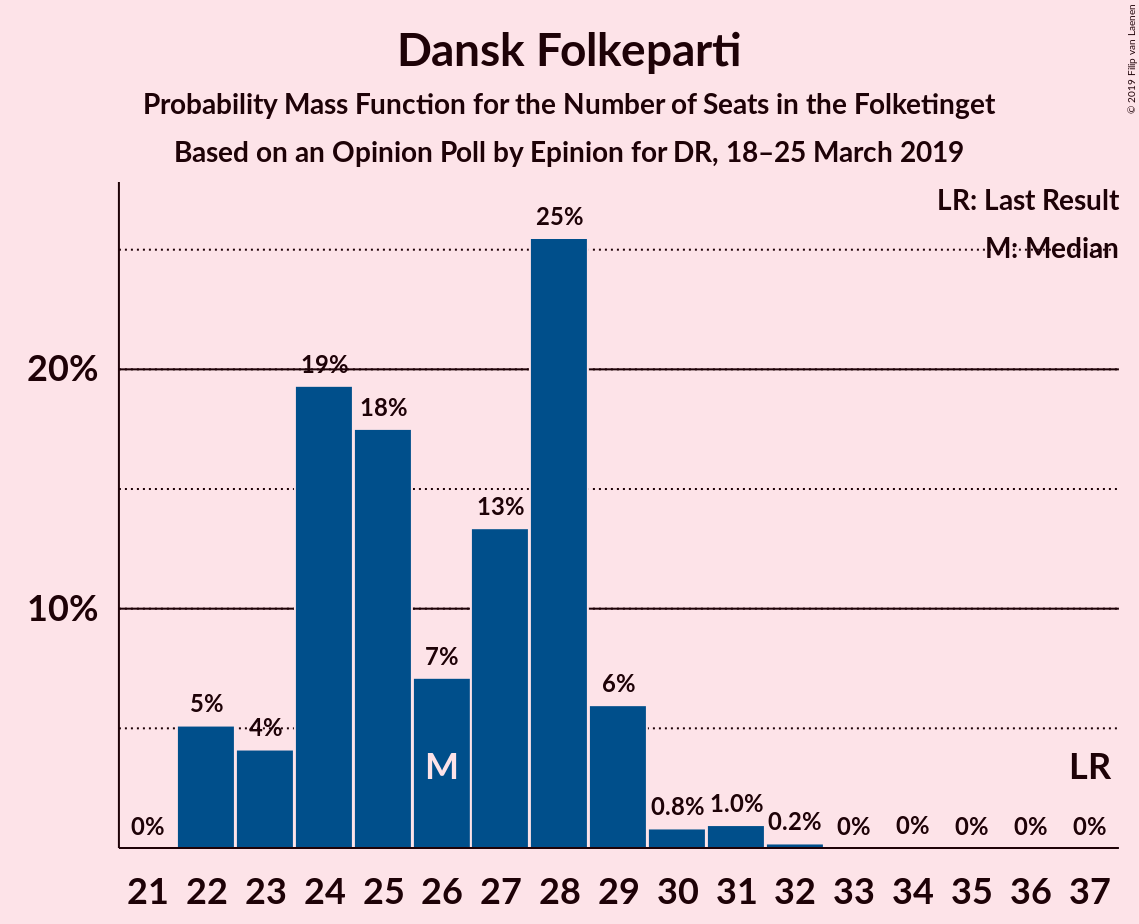 Dansk Folkeparti
Probability Mass Function for the Number of Seats in the Folketinget
Based on an Opinion Poll by Epinion for DR, 18–25 March 2019
© 2019 Filip van Laenen
LR: Last Result
M: Median
20%
10%
0%
5%
4%
19%
18%
7%
13%
25%
6%
0.8%
1.0%
0.2%
0%
0%
0%
0%
0%
M
LR
21 22 23 24 25 26 27 28 29 30 31 32 33 34 35 36 37